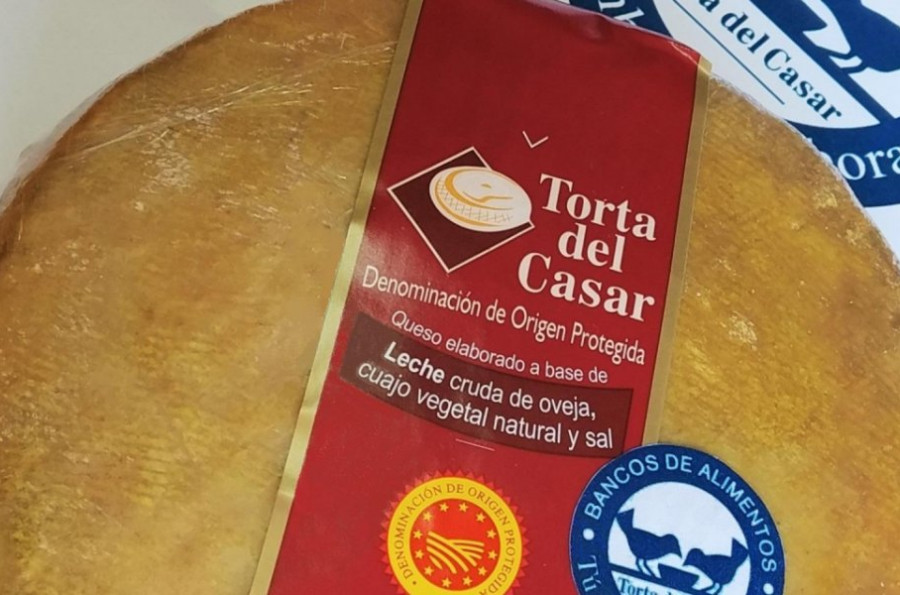 Torta
del
Casar
Denominación de Origen Protegida
Queso elaborado a base de
Leche cruda de oveja,
cuajo vegetal natural y sal
DENOMINACIÓN DE ORIGEN PROTEGIDA
BANCOS DE ALIMENTOS
Torta
del Casar